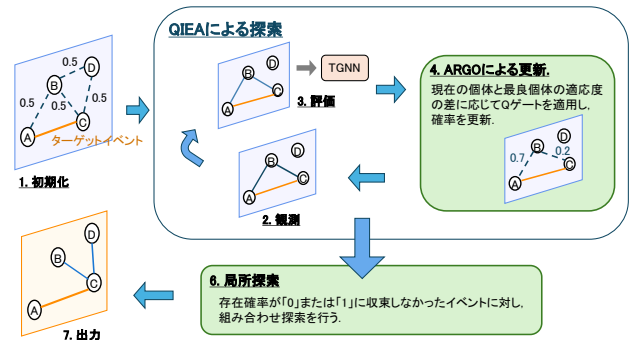 QIEAによる探索
0.5
D
B
0.5
0.5
0.5
C
A
ターゲットイベント
1. 初期化
D
B
C
A
TGNN
3. 評価
D
B
C
A
2. 観測
4. ARGOによる更新.
現在の個体と最良個体の適応度
の差に応じてQゲートを適用し,
確率を更新.
D
B
0.7
0.2
C
A
6. 局所探索
存在確率が「0」または「1」に収束しなかったイベントに対し,
組み合わせ探索を行う.
D
B
C
A
7. 出力